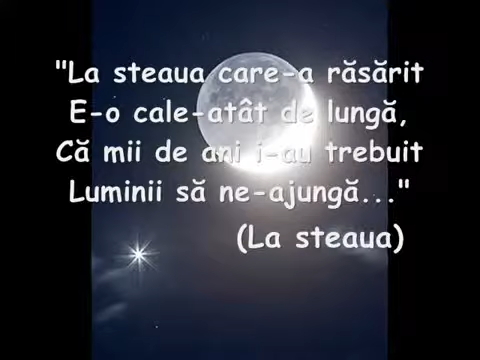 "La steaua care-a răsărit
E-o cale-atât de lungă,
Că mii de ani i-au trebuit
Luminii să ne-ajungă..."
(La steaua)